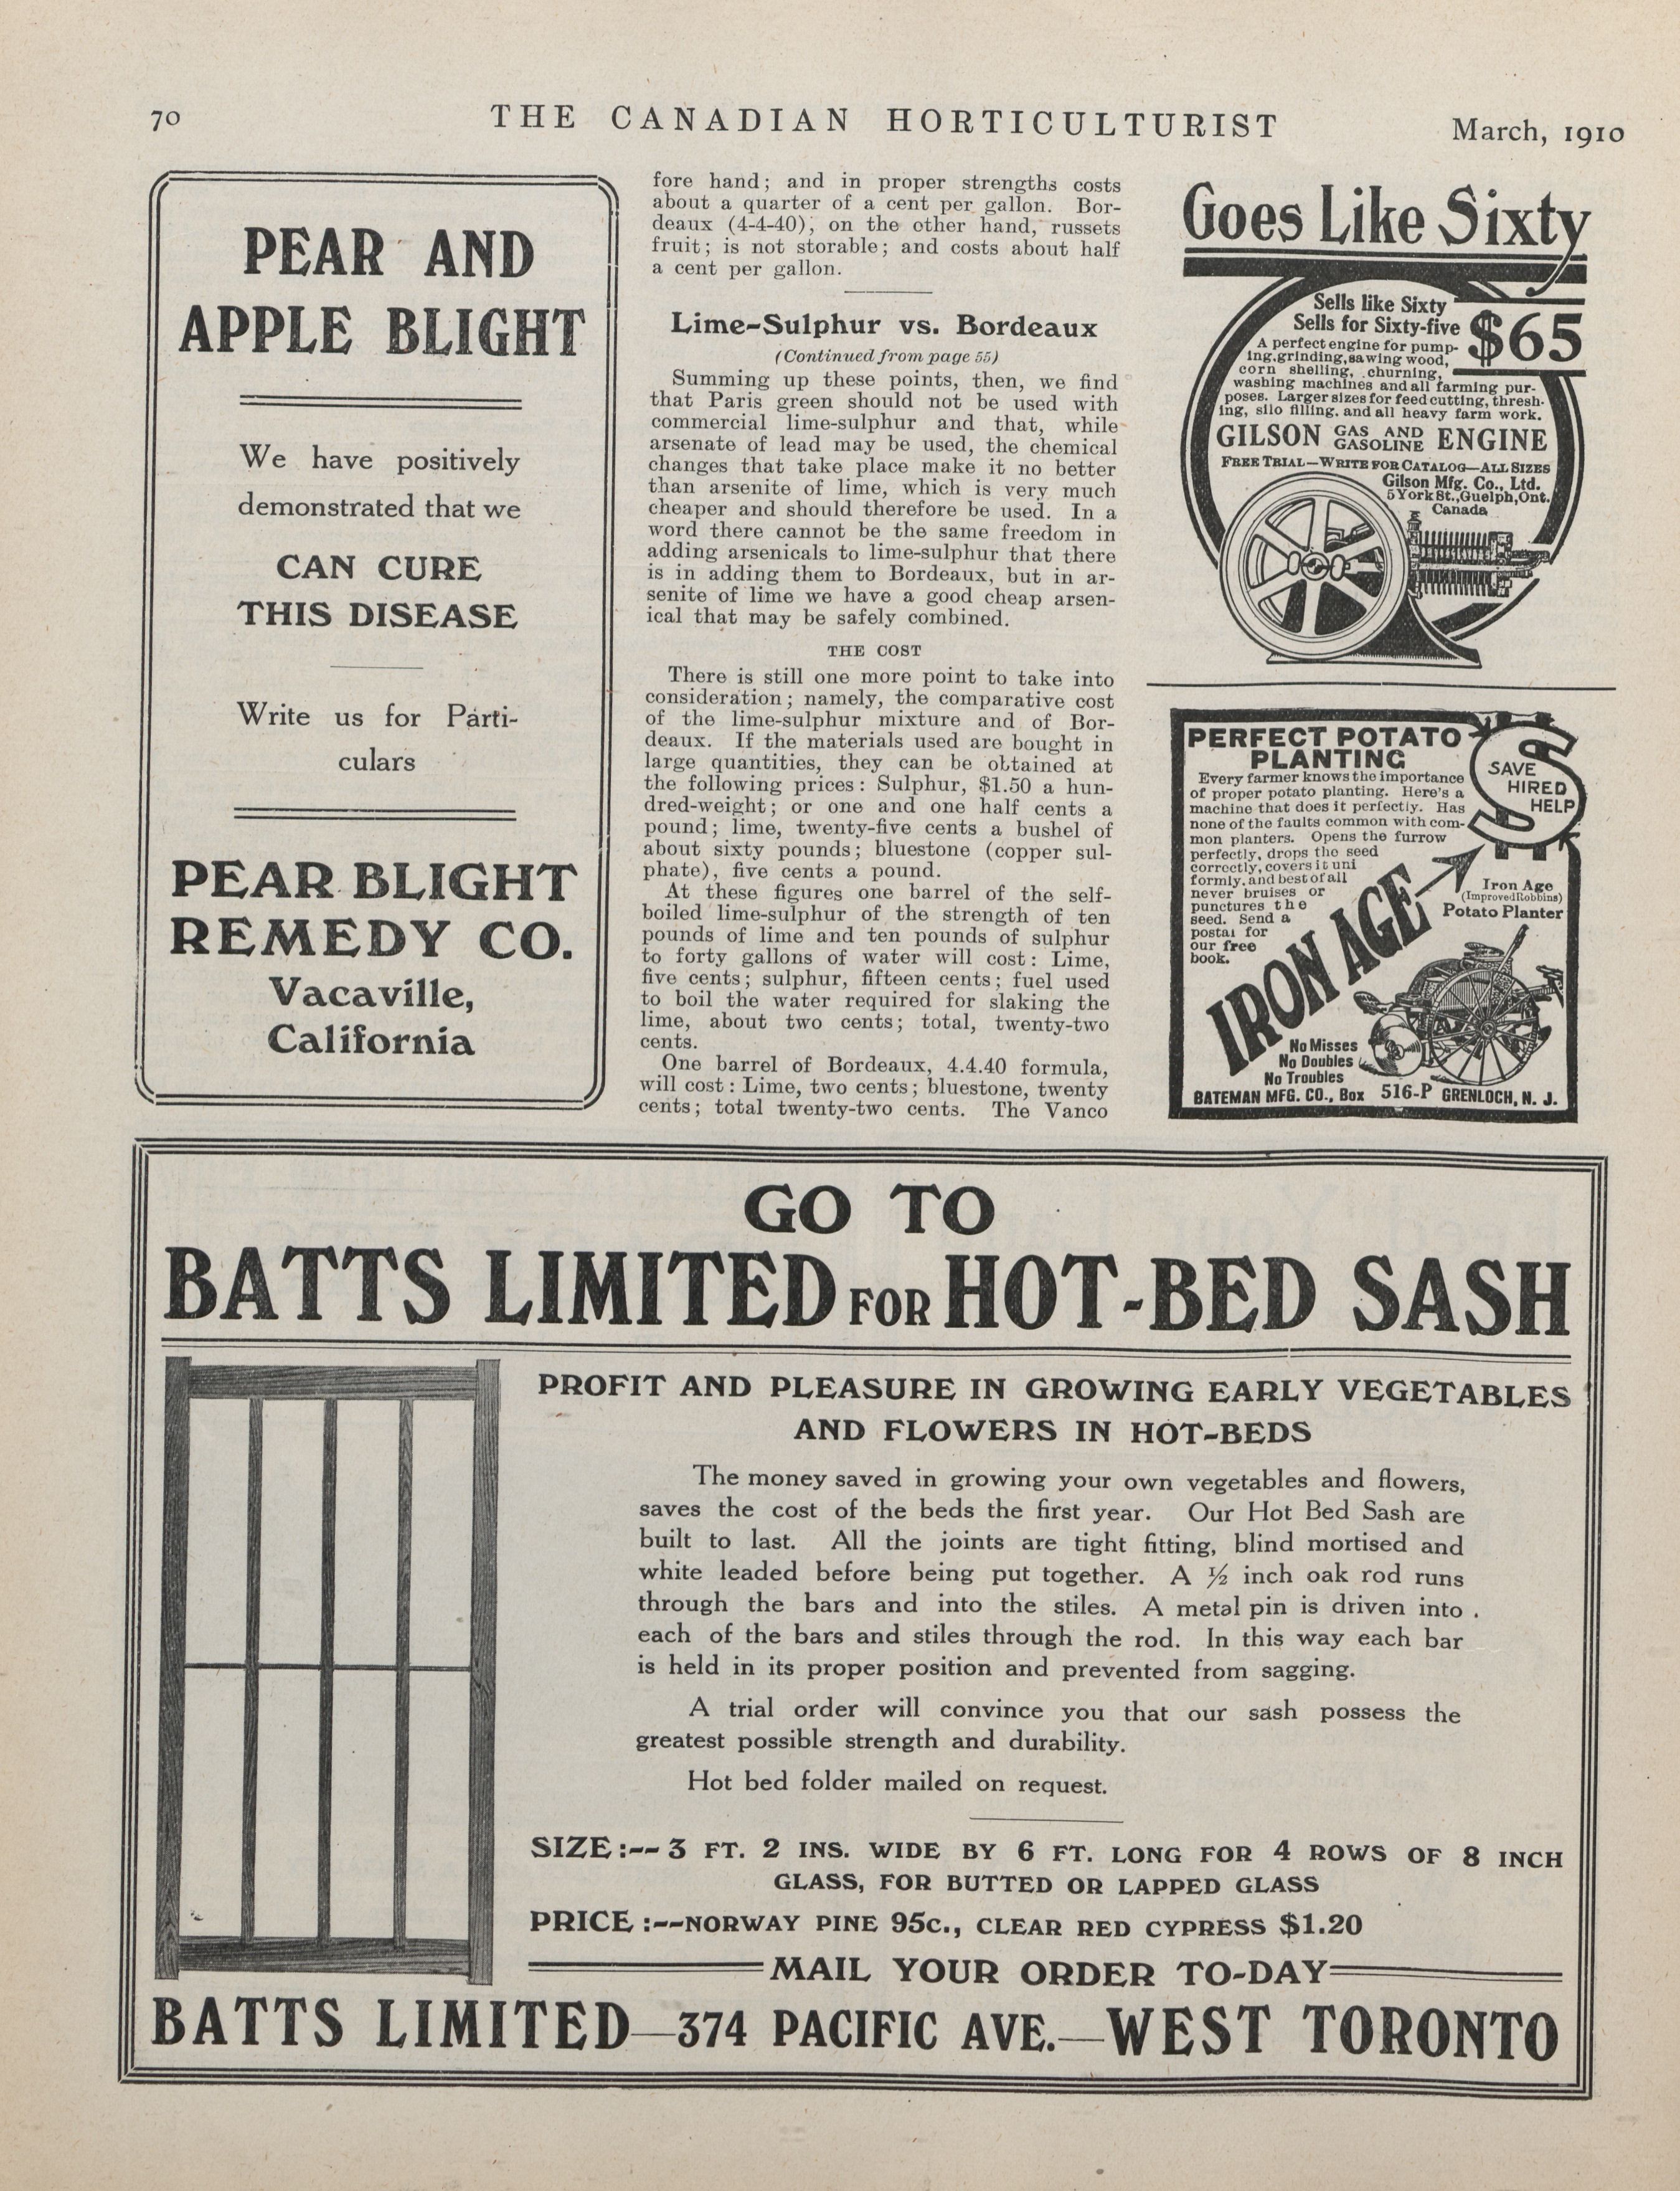 70
THE CANADIAN HORTICULTURIST
March, 1910
PEAR AND
APPLE BLIGHT
We have positively
demonstrated that we
CAN CURE
THIS DISEASE
Write us for Parti-
culars
PEAR BLIGHT
REMEDY CO.
Vacaville,
California
fore hand; and in proper strengths costs
about a quarter of a cent per gallon. Bor-
deaux (4-4-40), on the other hand, russets
fruit; is not storable; and costs about half
a cent per gallon.
Lime-Sulphur vs. Bordeaux
(Continued from page 55)
Summing up these points, then, we find
that Paris green should not be used with
commercial lime-sulphur and that, while
arsenate of lead may be used, the chemical
changes that take place make it no better
than arsenite of lime, which is very much
cheaper and should therefore be used. In a
word there cannot be the same freedom in
adding arsenicals to lime-sulphur that there
is in adding them to Bordeaux, but in ar-
senite of lime we have a good cheap arsen-
ical that may be safely combined.
THE COST
There is still one more point to take into
consideration; namely, the comparative cost
of the lime-sulphur mixture and of Bor-
deaux. If the materials used are bought in
large quantities, they can be obtained at
the following prices: Sulphur, $1.50 a hun-
dred-weight; or one and one half cents a
pound; lime, twenty-five cents a bushel of
about sixty pounds; bluestone (copper sul-
phate), five cents a pound.
At these figures one barrel of the self-
boiled lime-sulphur of the strength of ten
pounds of lime and ten pounds of sulphur
to forty gallons of water will cost: Lime,
five cents; sulphur, fifteen cents; fuel used
to boil the water required for slaking the
lime, about two cents; total, twenty-two
cents.
One barrel of Bordeaux, 4.4.40 formula,
will cost: Lime, two cents; bluestone, twenty
cents; total twenty-two cents. The Vanco
Goes Like Sixty
Sells like Sixty
Sells for Sixty-five
$65
A perfect engine for pump-
ing, grinding, sawing wood,
corn shelling, churning,
washing machines and all farming pur-
poses. Larger sizes for feed cutting, thresh-
ing, silo filling, and all heavy farm work.
GILSON GAS AND GASOLINE ENGINE
FREE TRIAL—WRITE FOR CATALOG—ALL SIZES
Gilson Mfg. Co., Ltd.
5 York St., Guelph, Ont.
Canada
PERFECT POTATO
PLANTING
SAVE
HIRED
HELP
Every farmer knows the importance
of proper potato planting. Here's a
machine that does it perfectly. Has
none of the faults common with com-
mon planters. Opens the furrow
perfectly, drops the seed
correctly, covers it uni
formly, and best of all
never bruises or
punctures the
seed. Send a
postal for
our free
book.
IRON AGE
Iron Age
(Improved Robbins)
Potato Planter
No Misses
No Doubles
No Troubles
BATEMAN MFG. CO., Box 516-P GRENLOCH, N. J.
GO TO
BATTS LIMITED FOR HOT-BED SASH
PROFIT AND PLEASURE IN GROWING EARLY VEGETABLES
AND FLOWERS IN HOT-BEDS
The money saved in growing your own vegetables and flowers,
saves the cost of the beds the first year. Our Hot Bed Sash are
built to last. All the joints are tight fitting, blind mortised and
white leaded before being put together. A ½ inch oak rod runs
through the bars and into the stiles. A metal pin is driven into
each of the bars and stiles through the rod. In this way each bar
is held in its proper position and prevented from sagging.
A trial order will convince you that our sash possess the
greatest possible strength and durability.
Hot bed folder mailed on request.
SIZE:--3 FT. 2 INS. WIDE BY 6 FT. LONG FOR 4 ROWS OF 8 INCH
GLASS, FOR BUTTED OR LAPPED GLASS
PRICE:--NORWAY PINE 95c., CLEAR RED CYPRESS $1.20
MAIL YOUR ORDER TO-DAY
BATTS LIMITED—374 PACIFIC AVE.—WEST TORONTO